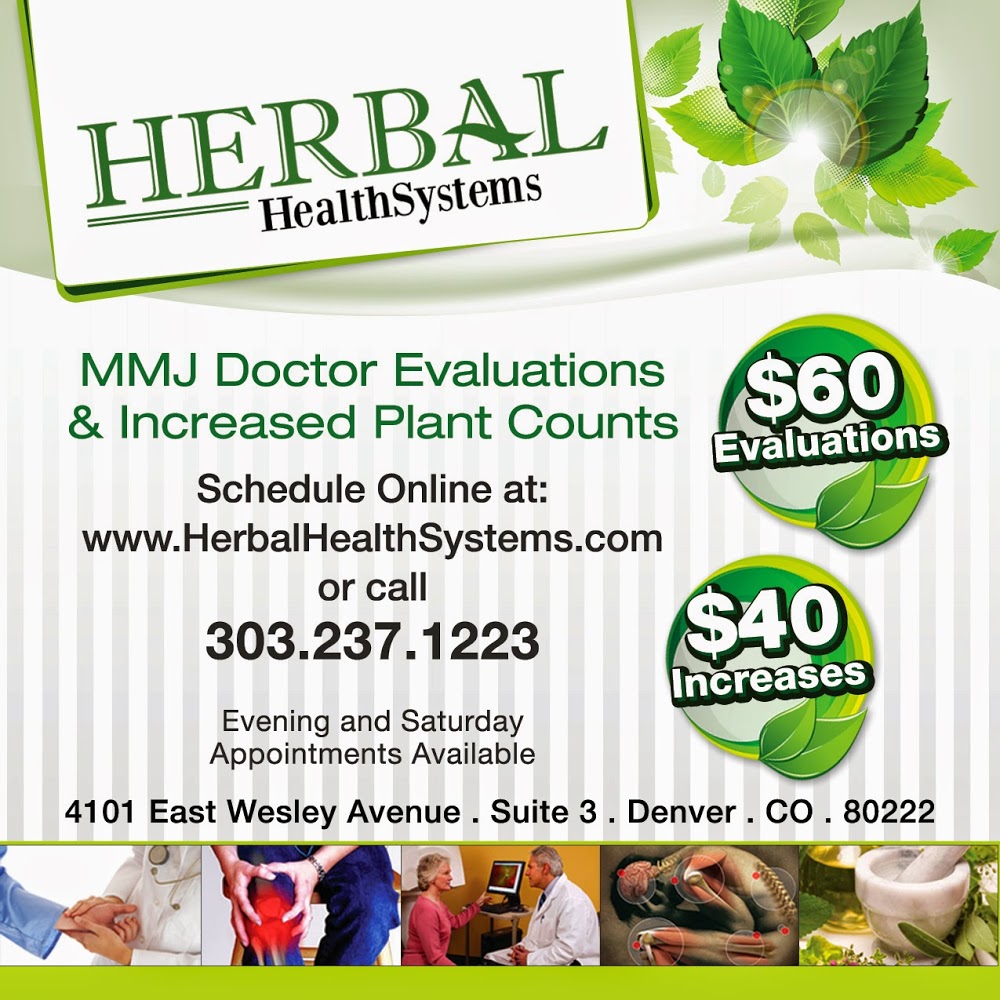 HERBAL
HealthSystems
MMJ Doctor Evaluations
& Increased Plant Counts
$60
Evaluations
Schedule Online at:
www.HerbalHealthSystems.com
or call
303.237.1223
$40
Increases
Evening and Saturday
Appointments Available
4101 East Wesley Avenue . Suite 3 . Denver . CO . 80222